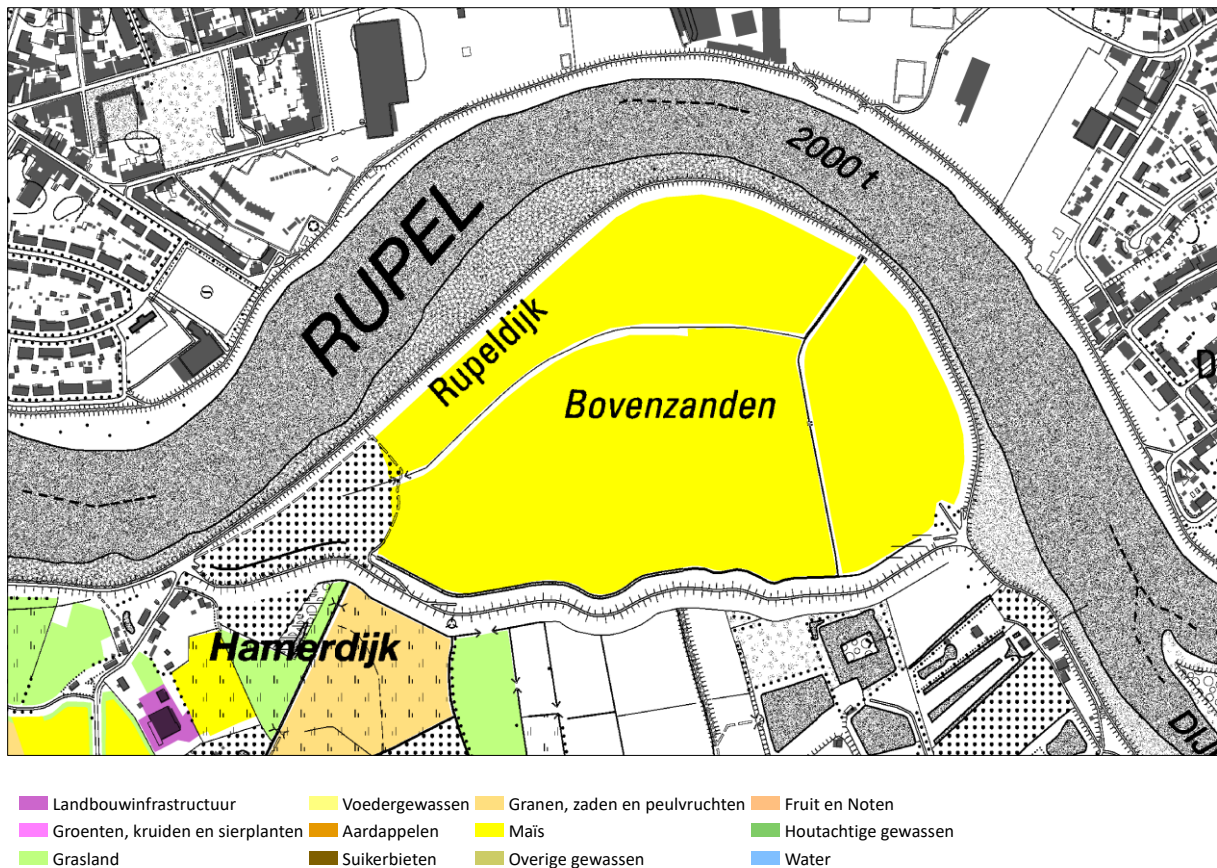 2000 t
RUPEL
Rupeldijk
Bovenzanden
D
Hamerdijk
DIJ
Landbouwinfrastructuur
Voedergewassen
Granen, zaden en peulvruchten
Fruit en Noten
Groenten, kruiden en sierplanten
Aardappelen
Maïs
Houtachtige gewassen
Grasland
Suikerbieten
Overige gewassen
Water